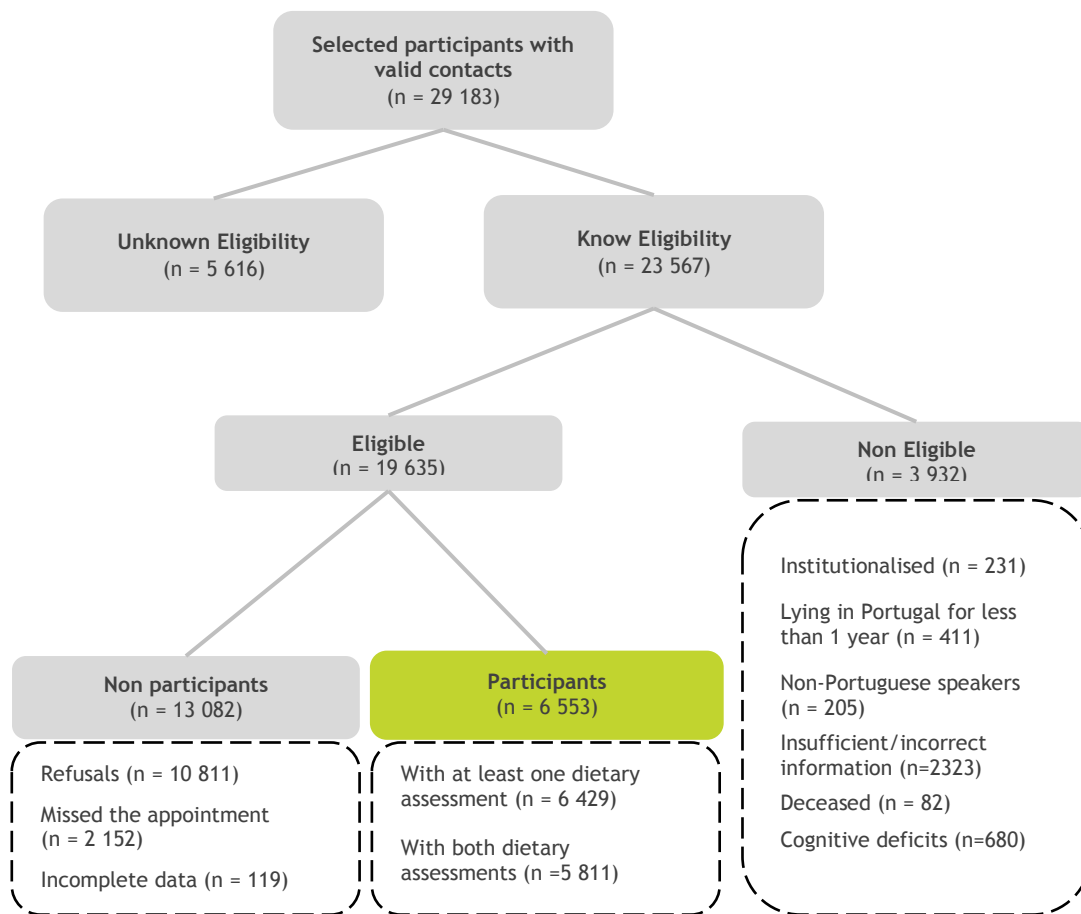 Selected participants with
valid contacts
(n = 29 183)
Unknown Eligibility
(n = 5 616)
Know Eligibility
(n = 23 567)
Eligible
(n = 19 635)
Non Eligible
(n = 3 932)
Institutionalised (n = 231)
Lying in Portugal for less
than 1 year (n = 411)
Non-Portuguese speakers
(n = 205)
Insufficient/incorrect
information (n=2323)
Deceased (n = 82)
Cognitive deficits (n=680)
Non participants
(n = 13 082)
Refusals (n = 10 811)
Missed the appointment
(n = 2 152)
Incomplete data (n = 119)
Participants
(n = 6 553)
With at least one dietary
assessment (n = 6 429)
With both dietary
assessments (n =5 811)